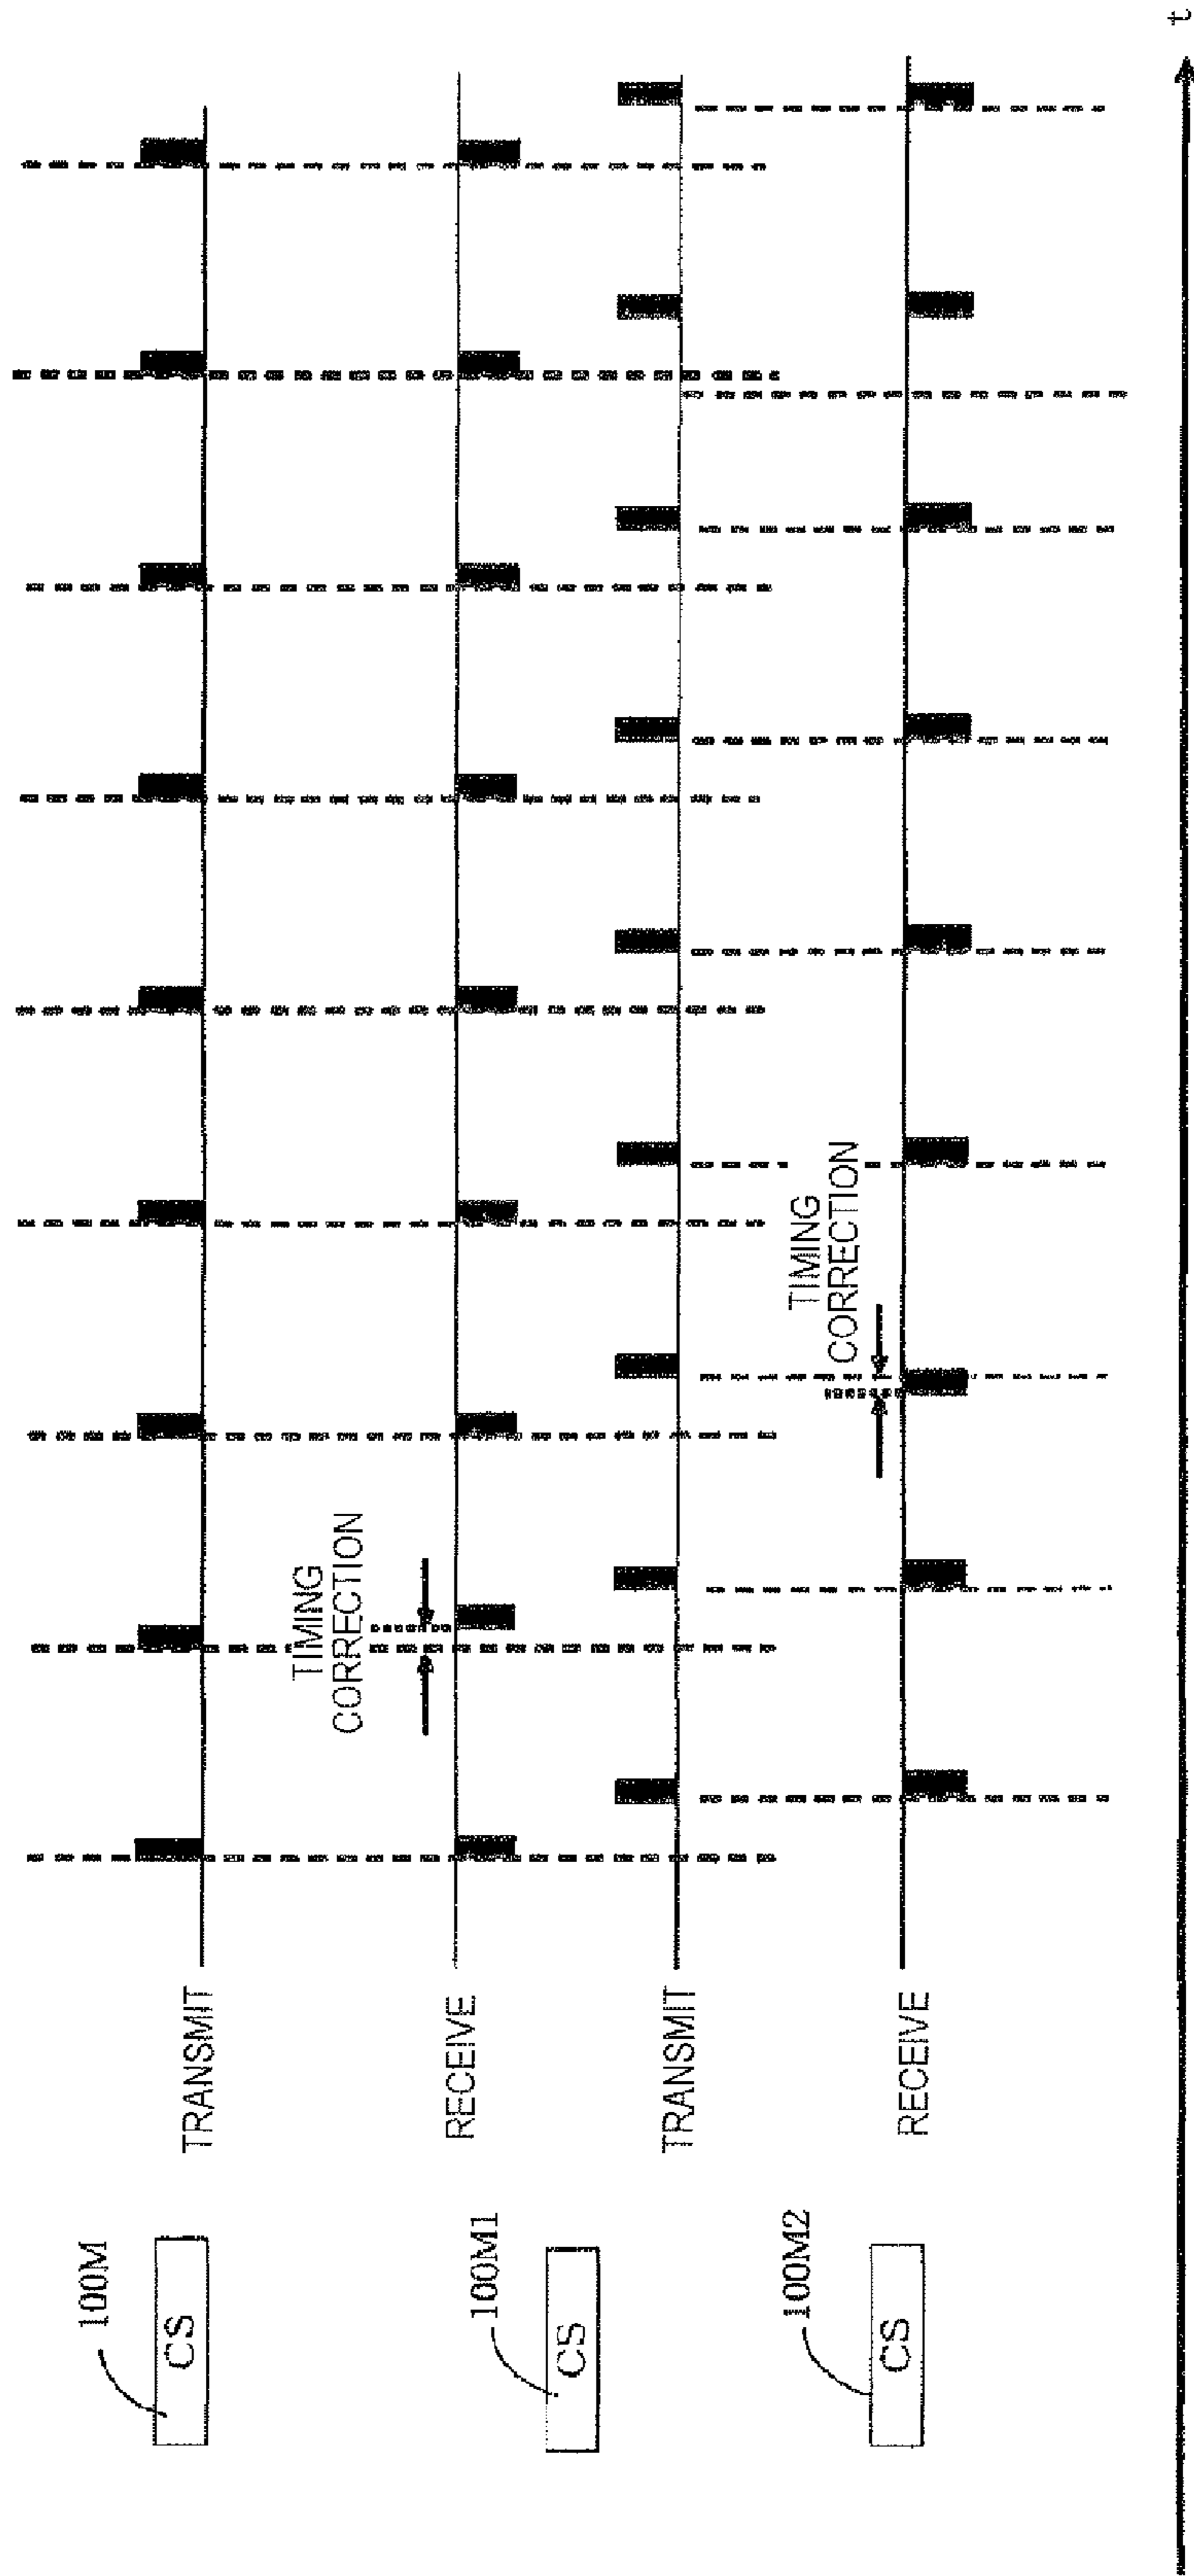 100M
CS
TRANSMIT
TIMING
CORRECTION
100M1
CS
RECEIVE
TRANSMIT
TIMING
CORRECTION
100M2
CS
RECEIVE
t